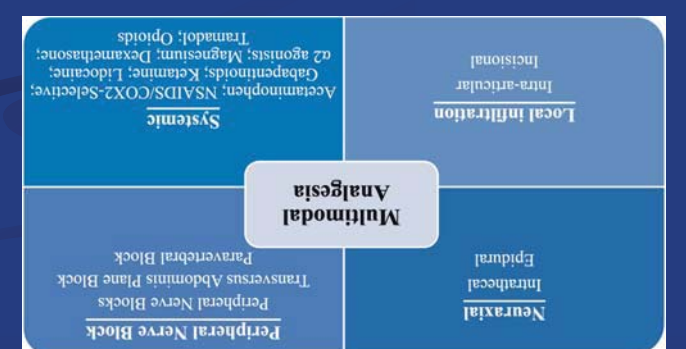 Neuraxial
Intrathecal
Epidural
Peripheral Nerve Block
Peripheral Nerve Blocks
Transversus Abdominis Plane Block
Paravertebral Block
Multimodal
Analgesia
Local infiltration
Intra-articular
Incisional
Systemic
Acetaminophen; NSAIDS/COX2-Selective;
Gabapentinoids; Ketamine; Lidocaine;
α2 agonists; Magnesium; Dexamethasone;
Tramadol; Opioids